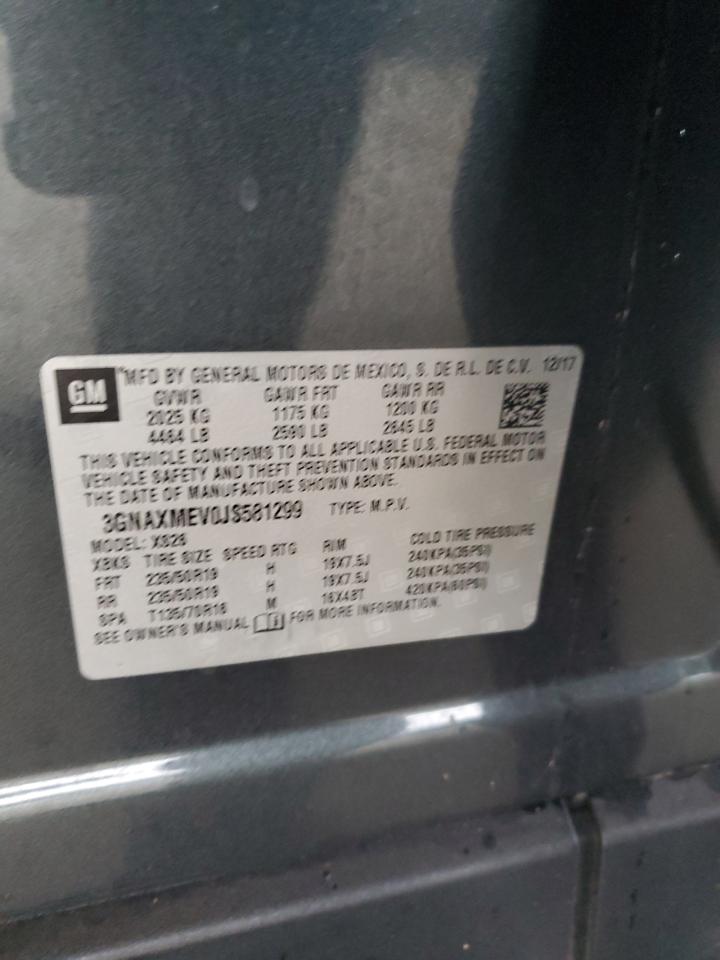 GM
MFD BY GENERAL MOTORS DE MEXICO, S. DE R.L. DE C.V. 12/17
GVWR GAWR FRT GAWR RR
2025 KG 1175 KG 1200 KG
4464 LB 2590 LB 2645 LB
THIS VEHICLE CONFORMS TO ALL APPLICABLE U.S. FEDERAL MOTOR
VEHICLE SAFETY AND THEFT PREVENTION STANDARDS IN EFFECT ON
THE DATE OF MANUFACTURE SHOWN ABOVE.
3GNAXMEV0JS581299 TYPE: M.P.V.
MODEL: XS26
XBKS TIRE SIZE SPEED RTG RIM COLD TIRE PRESSURE
FRT 235/50R19 H 19X7.5J 240KPA(35PSI)
RR 235/50R19 H 19X7.5J 240KPA(35PSI)
SPA T135/70R16 M 16X4BT 420KPA(60PSI)
SEE OWNER'S MANUAL FOR MORE INFORMATION.